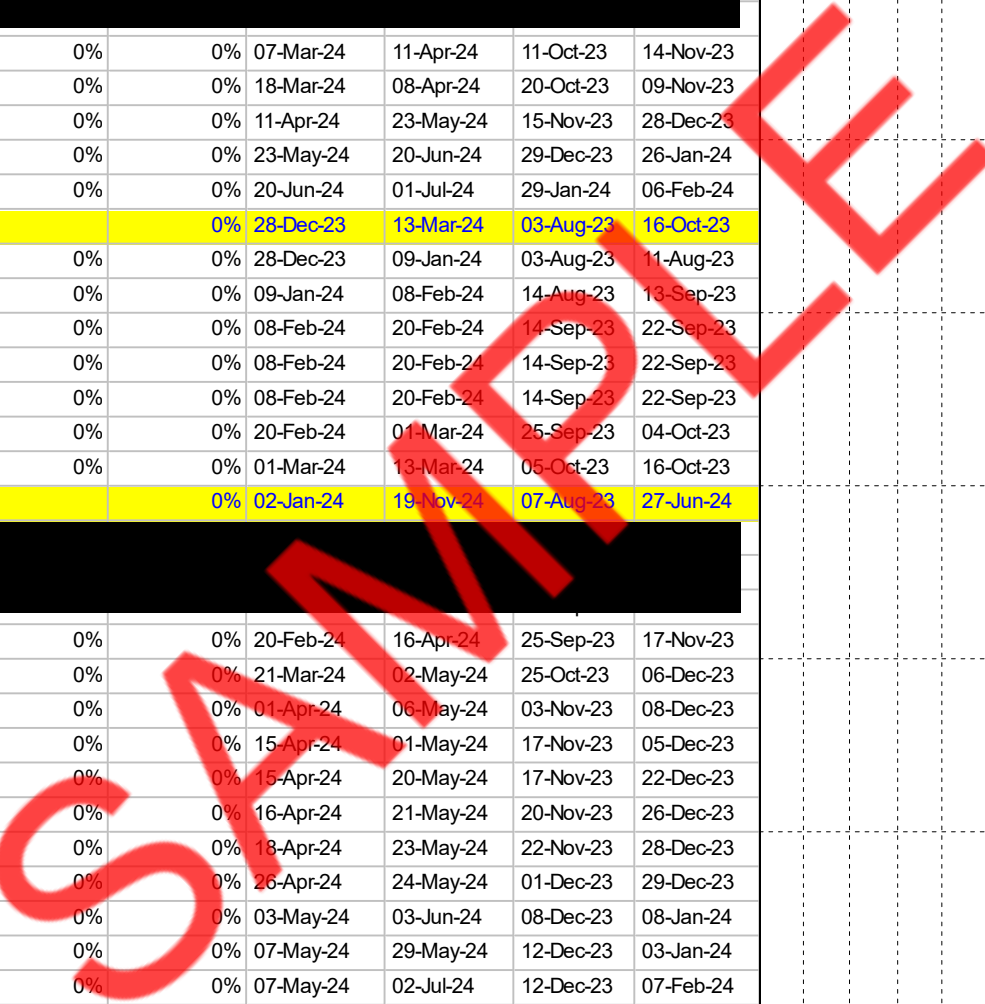 0% 0% 07-Mar-24 11-Apr-24 11-Oct-23 14-Nov-23
0% 0% 18-Mar-24 08-Apr-24 20-Oct-23 09-Nov-23
0% 0% 11-Apr-24 23-May-24 15-Nov-23 28-Dec-23
0% 0% 23-May-24 20-Jun-24 29-Dec-23 26-Jan-24
0% 0% 20-Jun-24 01-Jul-24 29-Jan-24 06-Feb-24
0% 28-Dec-23 13-Mar-24 03-Aug-23 16-Oct-23
0% 0% 28-Dec-23 09-Jan-24 03-Aug-23 11-Aug-23
0% 0% 09-Jan-24 08-Feb-24 14-Aug-23 13-Sep-23
0% 0% 08-Feb-24 20-Feb-24 14-Sep-23 22-Sep-23
0% 0% 08-Feb-24 20-Feb-24 14-Sep-23 22-Sep-23
0% 0% 08-Feb-24 20-Feb-24 14-Sep-23 22-Sep-23
0% 0% 20-Feb-24 01-Mar-24 25-Sep-23 04-Oct-23
0% 0% 01-Mar-24 13-Mar-24 05-Oct-23 16-Oct-23
0% 02-Jan-24 19-Nov-24 07-Aug-23 27-Jun-24
0% 0% 20-Feb-24 16-Apr-24 25-Sep-23 17-Nov-23
0% 0% 21-Mar-24 02-May-24 25-Oct-23 06-Dec-23
0% 0% 01-Apr-24 06-May-24 03-Nov-23 08-Dec-23
0% 0% 15-Apr-24 01-May-24 17-Nov-23 05-Dec-23
0% 0% 15-Apr-24 20-May-24 17-Nov-23 22-Dec-23
0% 0% 16-Apr-24 21-May-24 20-Nov-23 26-Dec-23
0% 0% 18-Apr-24 23-May-24 22-Nov-23 28-Dec-23
0% 0% 26-Apr-24 24-May-24 01-Dec-23 29-Dec-23
0% 0% 03-May-24 03-Jun-24 08-Dec-23 08-Jan-24
0% 0% 07-May-24 29-May-24 12-Dec-23 03-Jan-24
0% 0% 07-May-24 02-Jul-24 12-Dec-23 07-Feb-24
SAMPLE